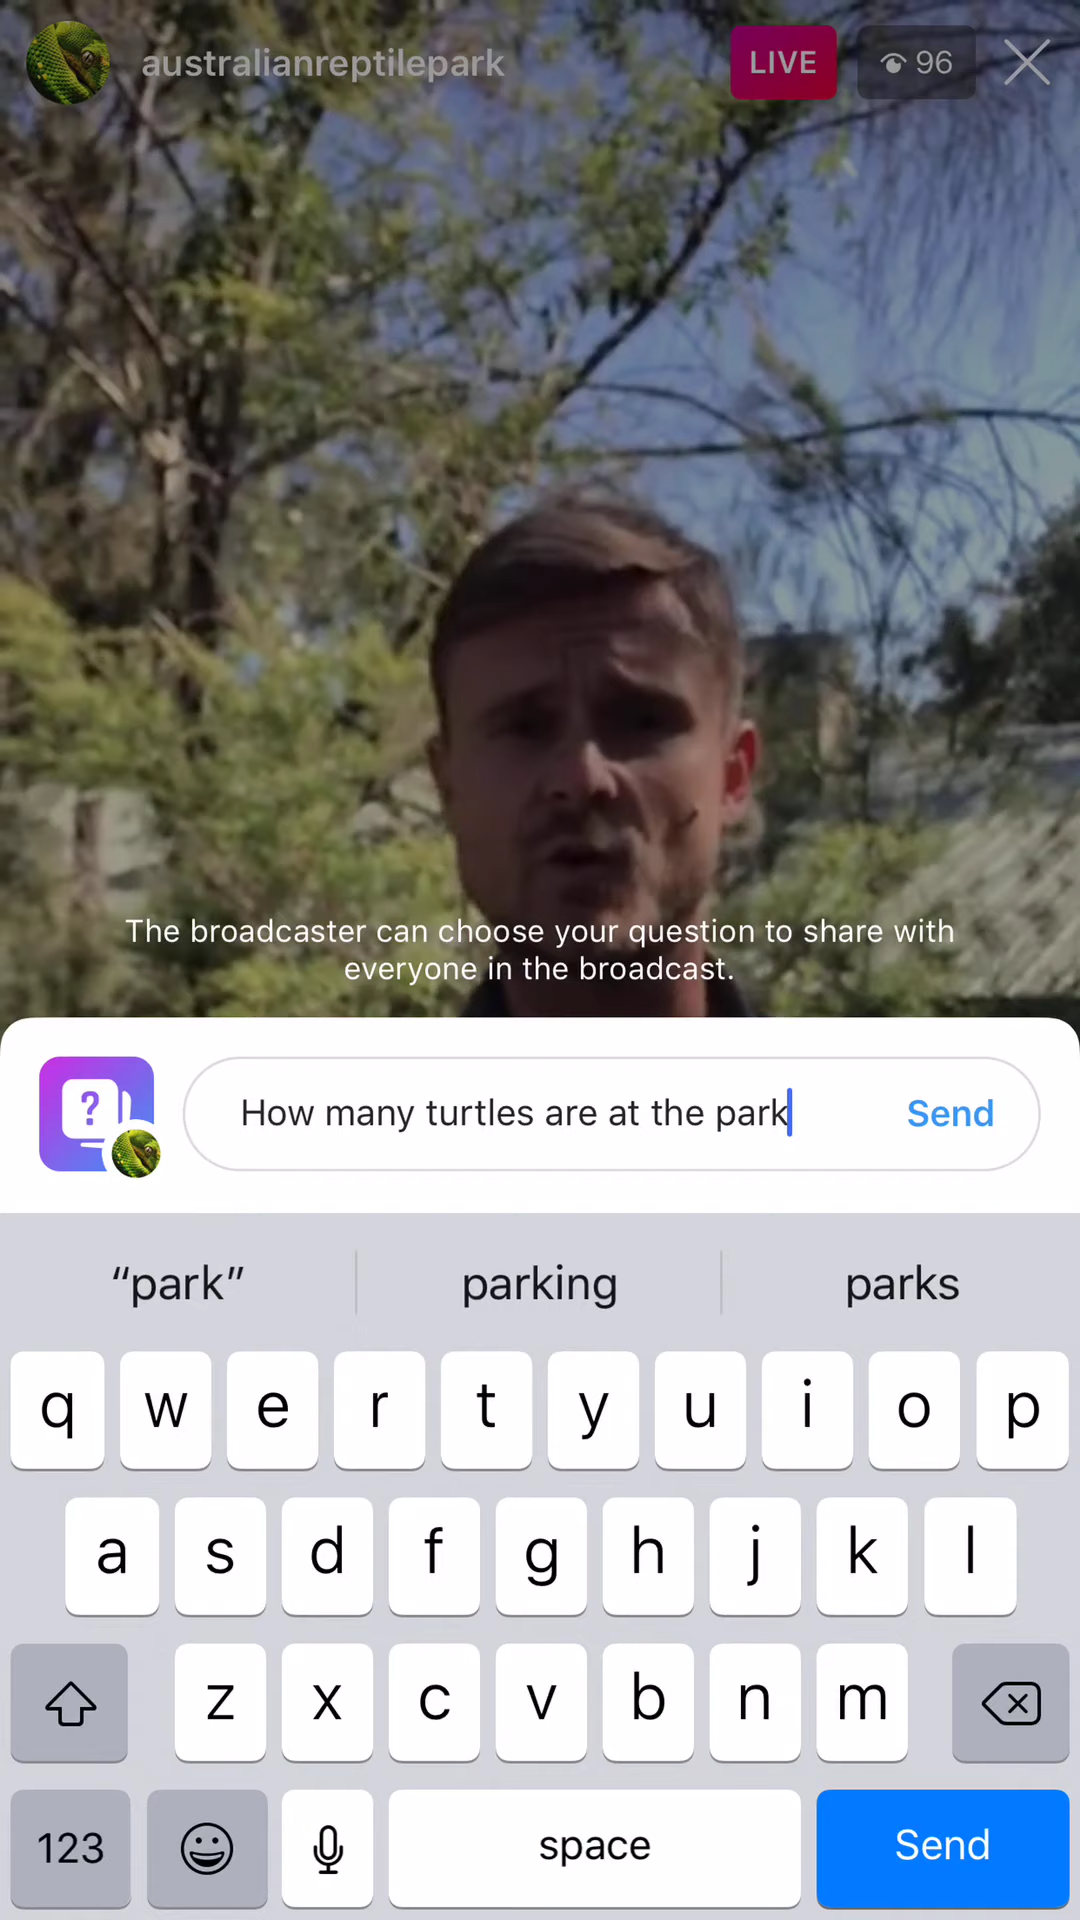 australianreptilepark
LIVE
96
The broadcaster can choose your question to share with
everyone in the broadcast.
?
How many turtles are at the park
Send
“park”
parking
parks
q w e r t y u i o p
a s d f g h j k l
z x c v b n m
123
space
Send